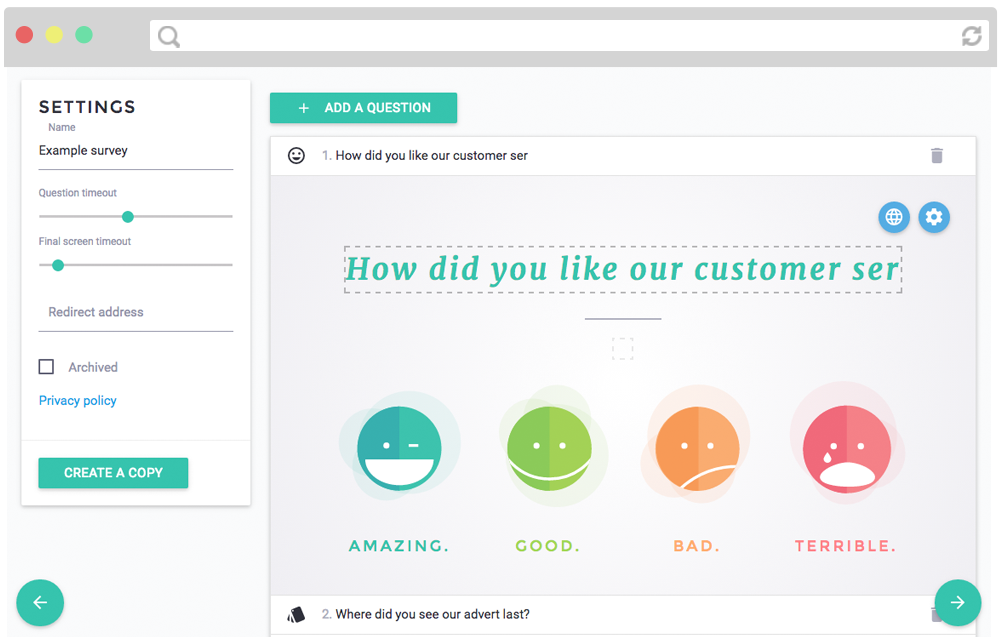 SETTINGS
Name
Example survey
Question timeout
Final screen timeout
Redirect address
Archived
Privacy policy
CREATE A COPY
+ ADD A QUESTION
1. How did you like our customer ser
How did you like our customer ser
AMAZING. GOOD. BAD. TERRIBLE.
2. Where did you see our advert last?